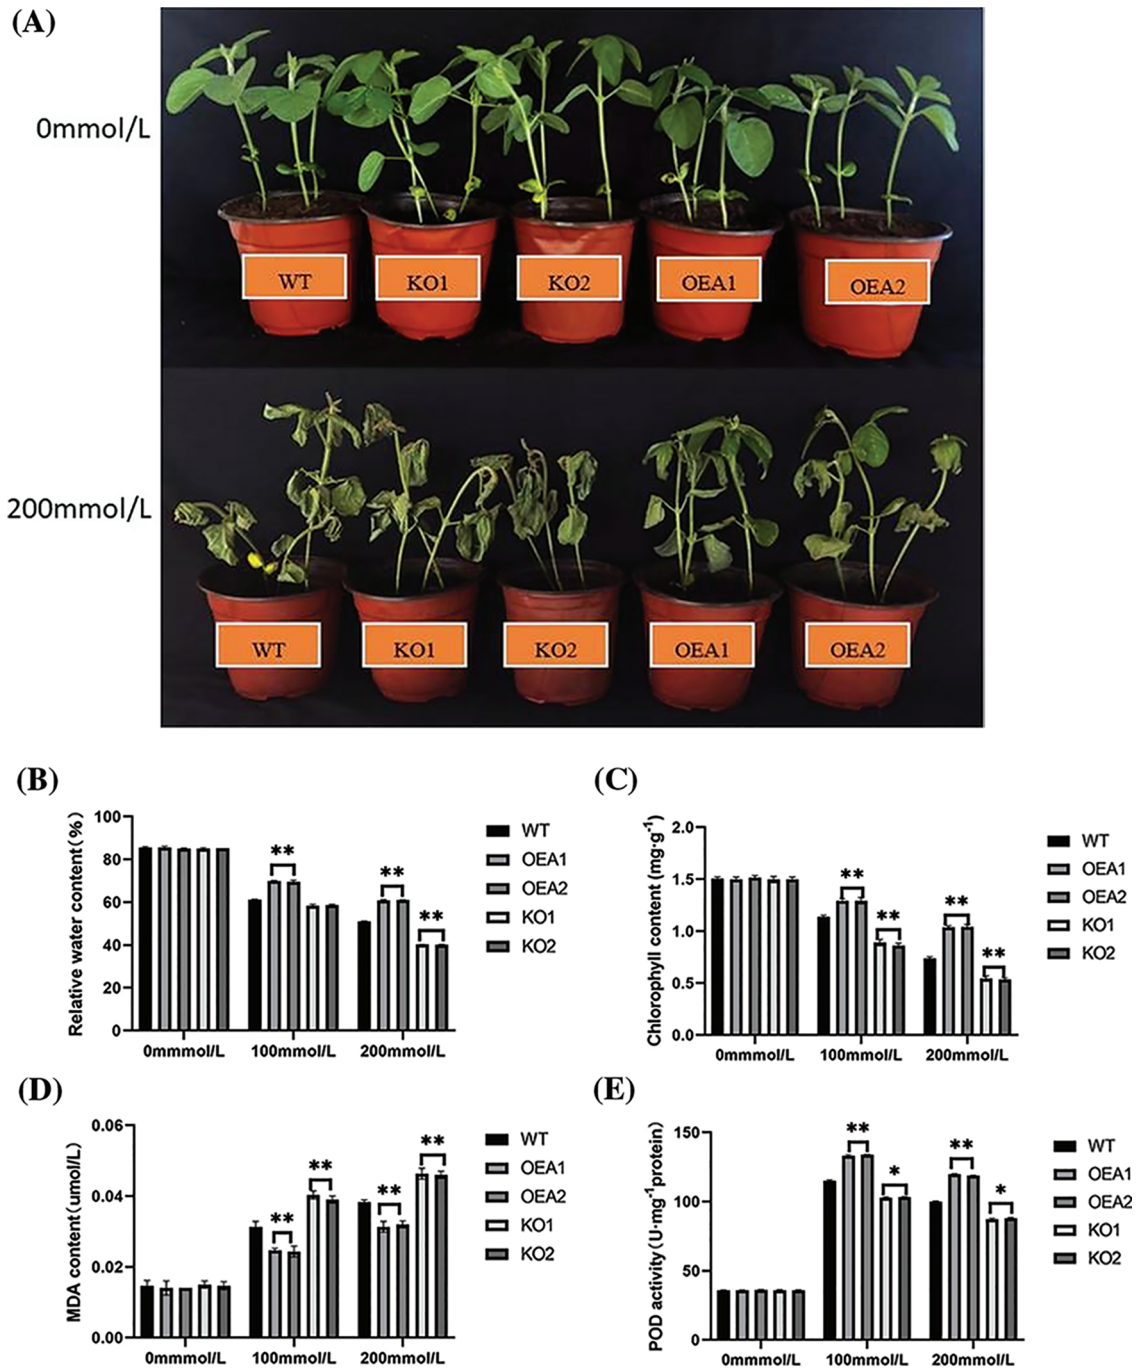 (A)
0mmol/L
WT
KO1
KO2
OEA1
OEA2
200mmol/L
WT
KO1
KO2
OEA1
OEA2
(B)
Relative water content(%)
100
80
60
40
20
0
**
**
**
0mmmol/L
100mmol/L
200mmol/L
WT
OEA1
OEA2
KO1
KO2
(C)
Chlorophyll content (mg·g-1)
2.0
1.5
1.0
0.5
0.0
**
**
**
**
0mmmol/L
100mmol/L
200mmol/L
WT
OEA1
OEA2
KO1
KO2
(D)
MDA content(umol/L)
0.06
0.04
0.02
0.00
**
**
**
**
0mmmol/L
100mmol/L
200mmol/L
WT
OEA1
OEA2
KO1
KO2
(E)
POD activity(U·mg-1protein)
150
100
50
0
**
*
**
*
0mmmol/L
100mmol/L
200mmol/L
WT
OEA1
OEA2
KO1
KO2